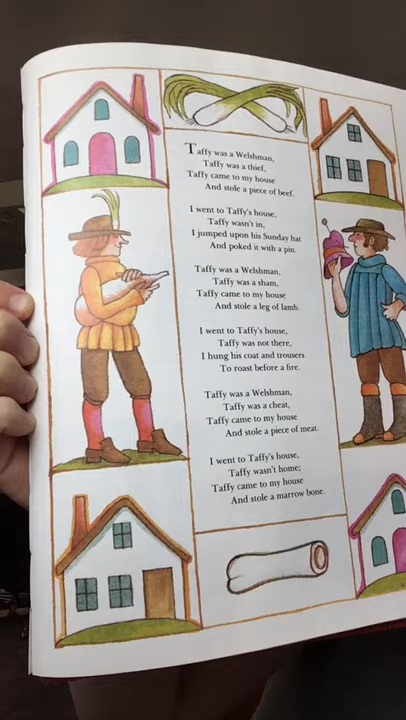 Taffy was a Welshman,
Taffy was a thief,
Taffy came to my house
And stole a piece of beef.
I went to Taffy's house,
Taffy wasn't in,
I jumped upon his Sunday hat
And poked it with a pin.
Taffy was a Welshman,
Taffy was a sham,
Taffy came to my house
And stole a leg of lamb.
I went to Taffy's house,
Taffy was not there,
I hung his coat and trousers
To roast before a fire.
Taffy was a Welshman,
Taffy was a cheat,
Taffy came to my house
And stole a piece of meat.
I went to Taffy's house,
Taffy wasn't home;
Taffy came to my house
And stole a marrow bone.